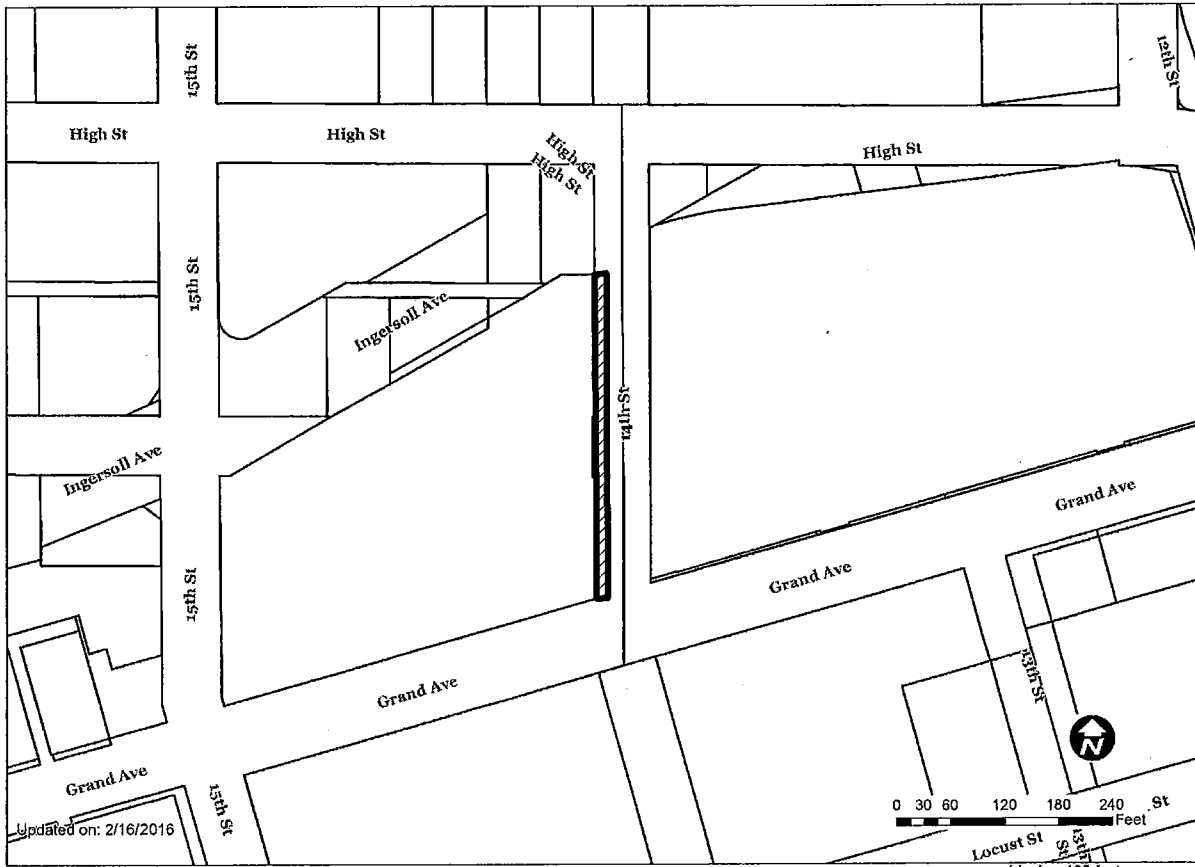 15th St
12th St
High St
High St
High St
High St
High St
15th St
Ingersoll Ave
14th St
Ingersoll Ave
Grand Ave
Grand Ave
15th St
13th St
Grand Ave
N
Grand Ave
15th St
0 30 60 120 180 240
Feet
St
Updated on: 2/16/2016
Locust St
13th St